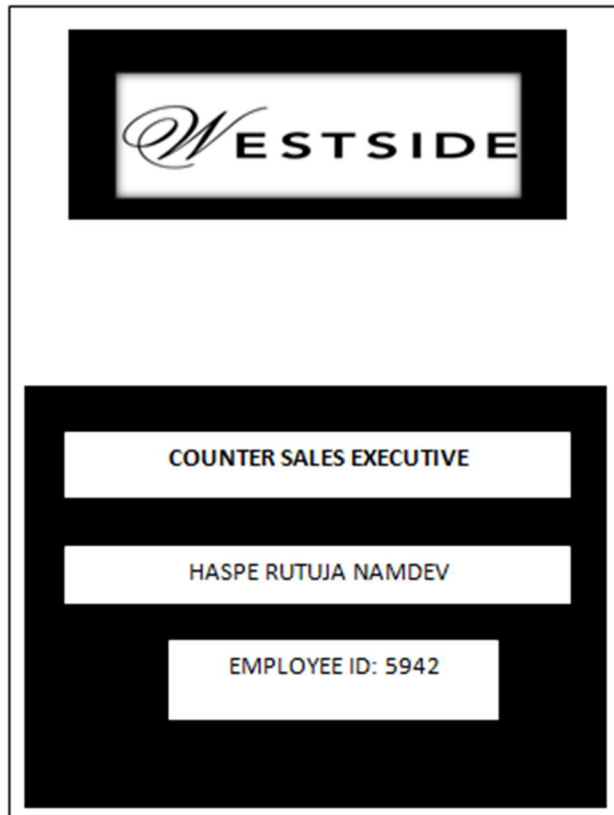 WESTSIDE
COUNTER SALES EXECUTIVE
HASPE RUTUJA NAMDEV
EMPLOYEE ID: 5942